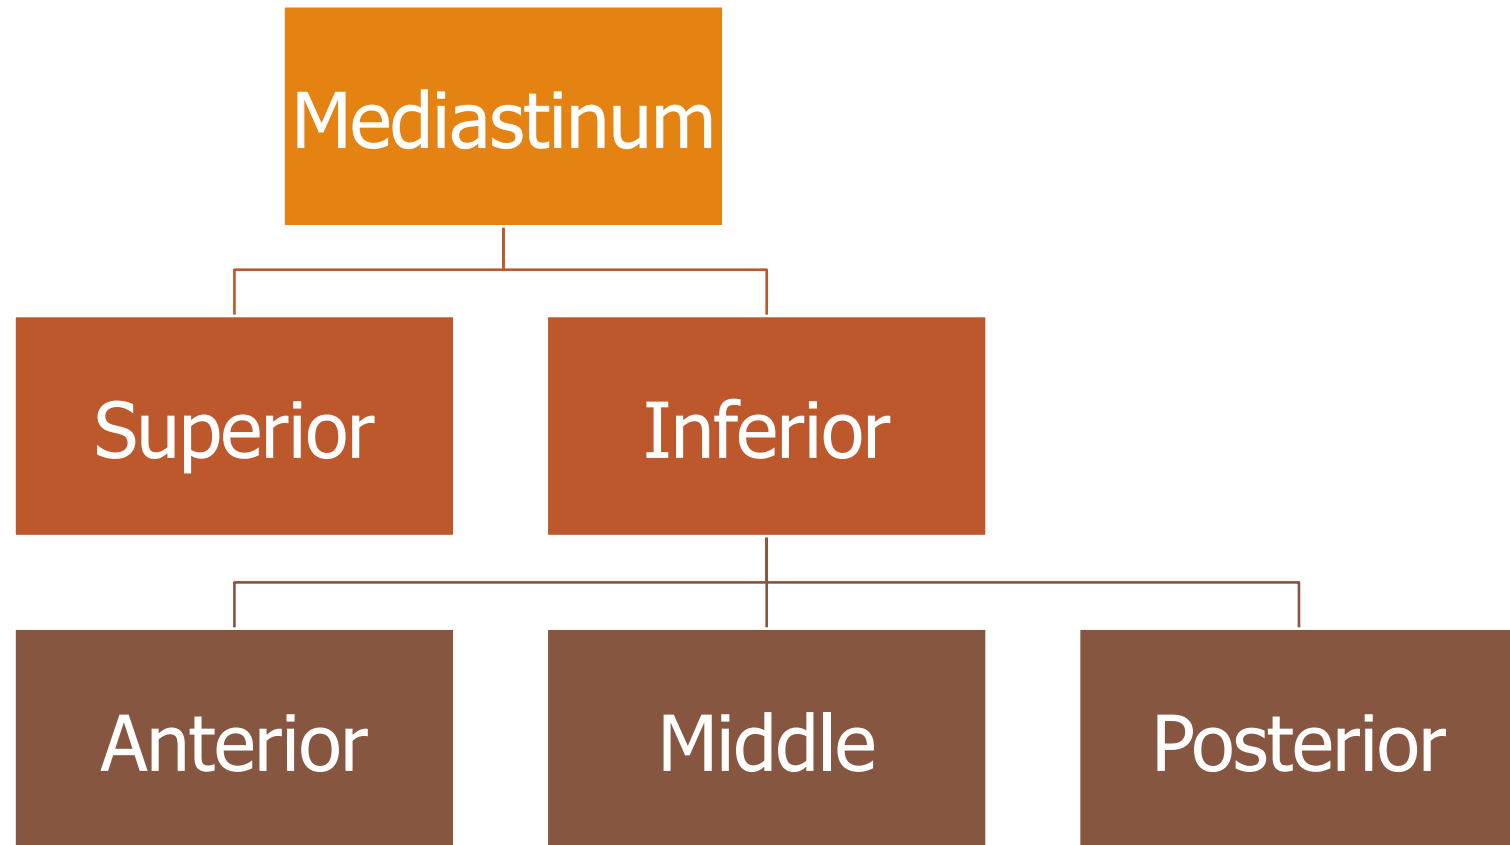 Mediastinum
Superior
Inferior
Anterior
Middle
Posterior